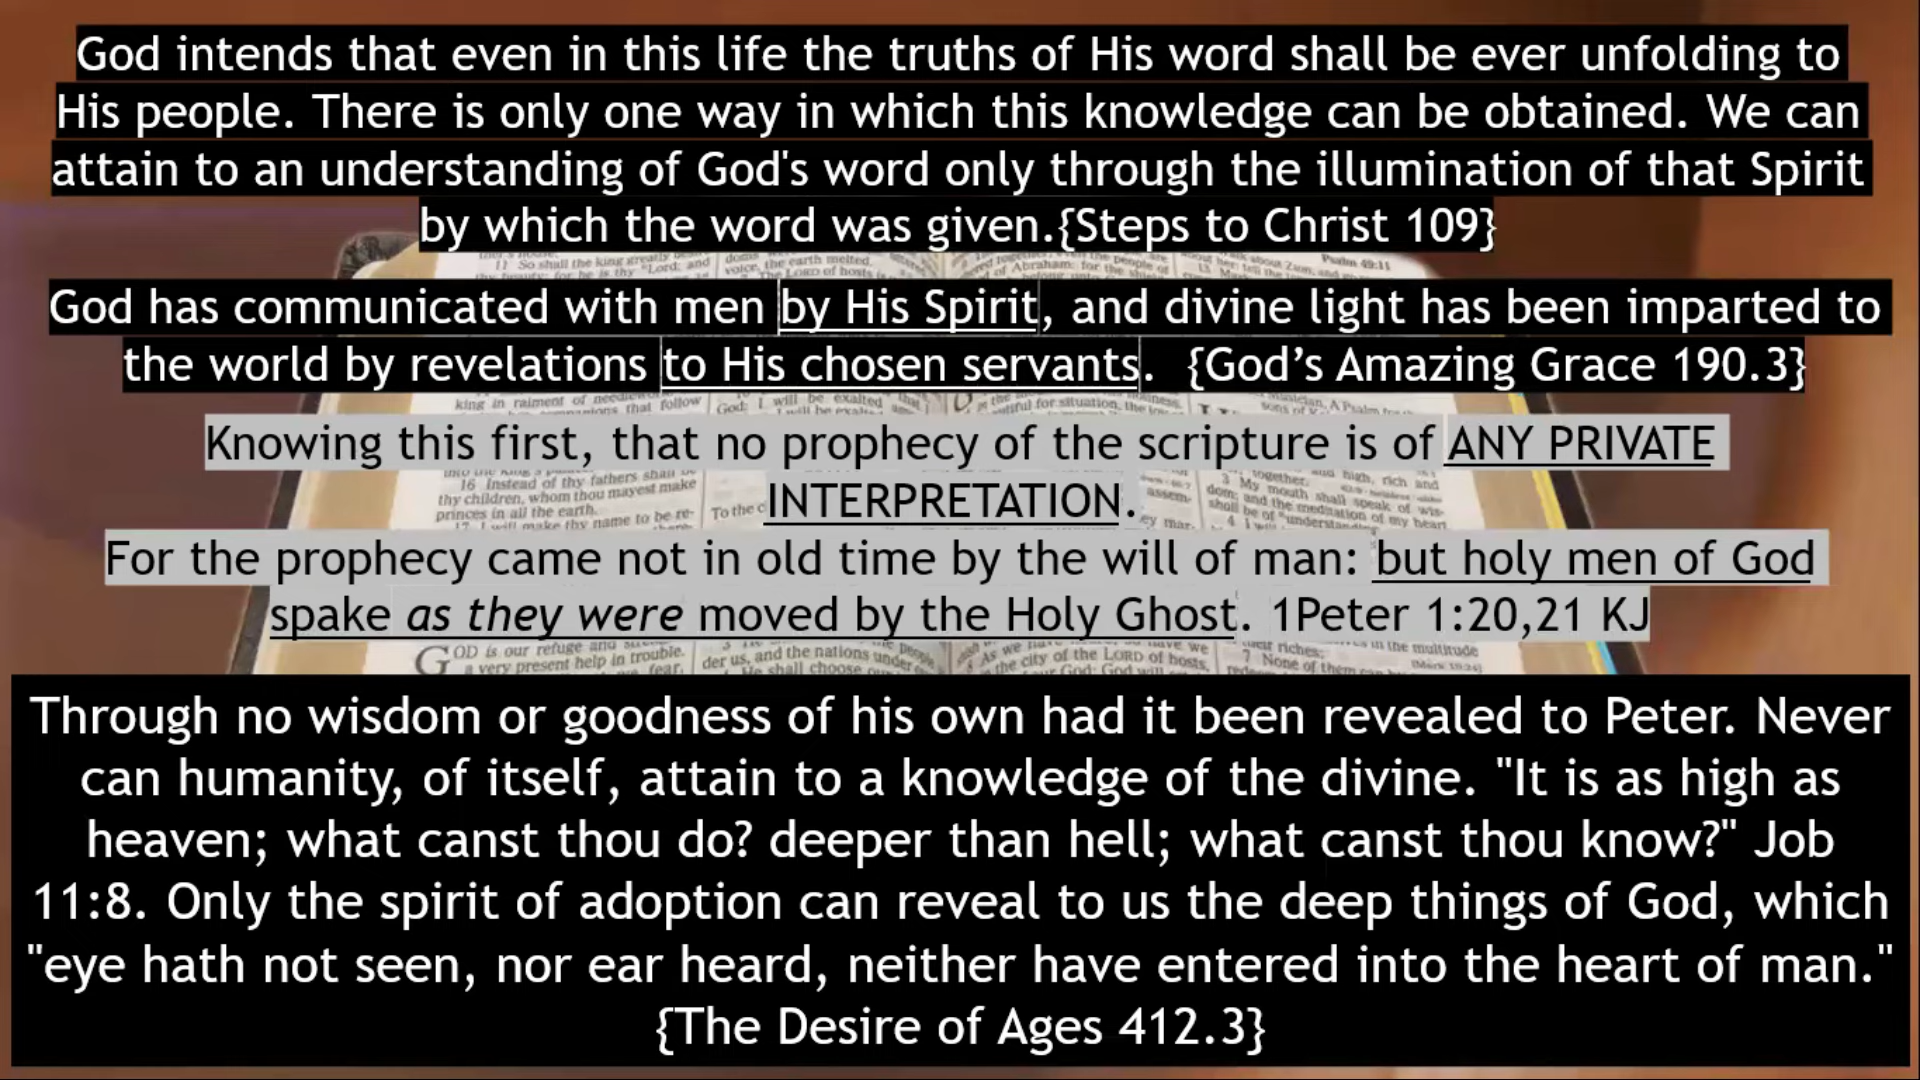 God intends that even in this life the truths of His word shall be ever unfolding to
His people. There is only one way in which this knowledge can be obtained. We can
attain to an understanding of God's word only through the illumination of that Spirit
by which the word was given.{Steps to Christ 109}
God has communicated with men by His Spirit, and divine light has been imparted to
the world by revelations to His chosen servants.  {God’s Amazing Grace 190.3}
Knowing this first, that no prophecy of the scripture is of ANY PRIVATE
INTERPRETATION.
For the prophecy came not in old time by the will of man: but holy men of God
spake as they were moved by the Holy Ghost. 1Peter 1:20,21 KJ
Through no wisdom or goodness of his own had it been revealed to Peter. Never
can humanity, of itself, attain to a knowledge of the divine. "It is as high as
heaven; what canst thou do? deeper than hell; what canst thou know?" Job
11:8. Only the spirit of adoption can reveal to us the deep things of God, which
"eye hath not seen, nor ear heard, neither have entered into the heart of man."
{The Desire of Ages 412.3}